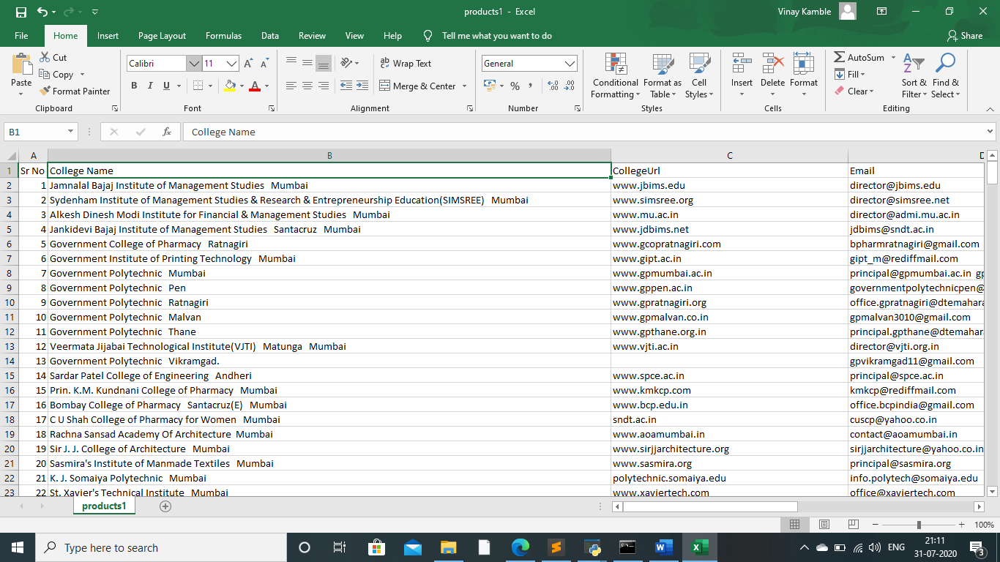 products1 - Excel
Vinay Kamble
File Home Insert Page Layout Formulas Data Review View Help Tell me what you want to do Share
Paste
Cut
Copy
Format Painter
Clipboard
Calibri 11
A A
B I U A
Font
Wrap Text
Merge & Center
Alignment
General
% , .00 .00
Number
Conditional Formatting
Format as Table
Cell Styles
Styles
Insert Delete Format
Cells
AutoSum
Fill
Clear
Sort & Filter
Find & Select
Editing
B1 fx College Name
A B C D
1 Sr No College Name CollegeUrl Email
2 1 Jamnalal Bajaj Institute of Management Studies Mumbai www.jbims.edu director@jbims.edu
3 2 Sydenham Institute of Management Studies & Research & Entrepreneurship Education(SIMSREE) Mumbai www.simsree.org director@simsree.net
4 3 Alkesh Dinesh Modi Institute for Financial & Management Studies Mumbai www.mu.ac.in director@admi.mu.ac.in
5 4 Jankidevi Bajaj Institute of Management Studies Santacruz Mumbai www.jdbims.net jdbims@sndt.ac.in
6 5 Government College of Pharmacy Ratnagiri www.gcopratnagiri.com bpharmratnagiri@gmail.com
7 6 Government Institute of Printing Technology Mumbai www.gipt.ac.in gipt_m@rediffmail.com
8 7 Government Polytechnic Mumbai www.gpmumbai.ac.in principal@gpmumbai.ac.in gp
9 8 Government Polytechnic Pen www.gppen.ac.in governmentpolytechnicpen@
10 9 Government Polytechnic Ratnagiri www.gpratnagiri.org office.gpratnagiri@dtemahara
11 10 Government Polytechnic Malvan www.gpmalvan.co.in gpmalvan3010@gmail.com
12 11 Government Polytechnic Thane www.gpthane.org.in principal.gpthane@dtemahar
13 12 Veermata Jijabai Technological Institute(VJTI) Matunga Mumbai www.vjti.ac.in director@vjti.org.in
14 13 Government Polytechnic Vikramgad. gpvikramgad11@gmail.com
15 14 Sardar Patel College of Engineering Andheri www.spce.ac.in principal@spce.ac.in
16 15 Prin. K.M. Kundnani College of Pharmacy Mumbai www.kmkcp.com kmkcp@rediffmail.com
17 16 Bombay College of Pharmacy Santacruz(E) Mumbai www.bcp.edu.in office.bcpindia@gmail.com
18 17 C U Shah College of Pharmacy for Women Mumbai sndt.ac.in cuscp@yahoo.co.in
19 18 Rachna Sansad Academy Of Architecture Mumbai www.aoamumbai.in contact@aoamumbai.in
20 19 Sir J. J. College of Architecture Mumbai www.sirjjarchitecture.org sirjjarchitecture@yahoo.co.in
21 20 Sasmira's Institute of Manmade Textiles Mumbai www.sasmira.org principal@sasmira.org
22 21 K. J. Somaiya Polytechnic Mumbai polytechnic.somaiya.edu info.polytech@somaiya.edu
23 22 St. Xavier's Technical Institute Mumbai www.xaviertech.com office@xaviertech.com
products1
100%
Type here to search
ENG
21:11
31-07-2020
3